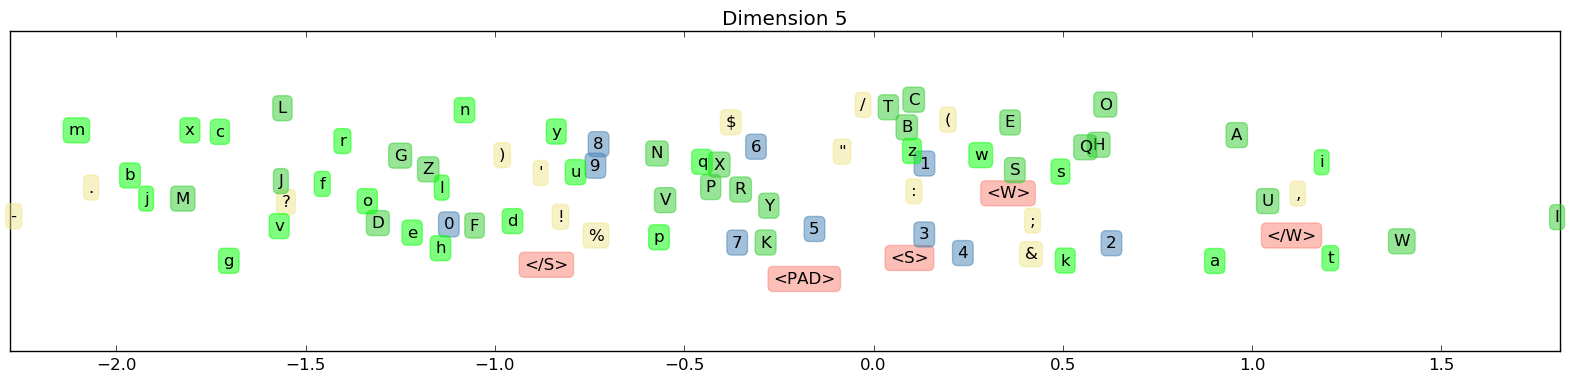 Dimension 5
C
/ T O
L n ( 
$ B E
m x c y A
r 8 6 z Q H
G ) N " w
q X 1 i
Z ' u 9 S s
b J f l P R
. j M ? o V Y : <W> U ,
- v D 0 F d ! ; I
e % p 5 3 </W> W
h 7 K 4 2
g </S> <S> & k a t
<PAD>
−2.0 −1.5 −1.0 −0.5 0.0 0.5 1.0 1.5